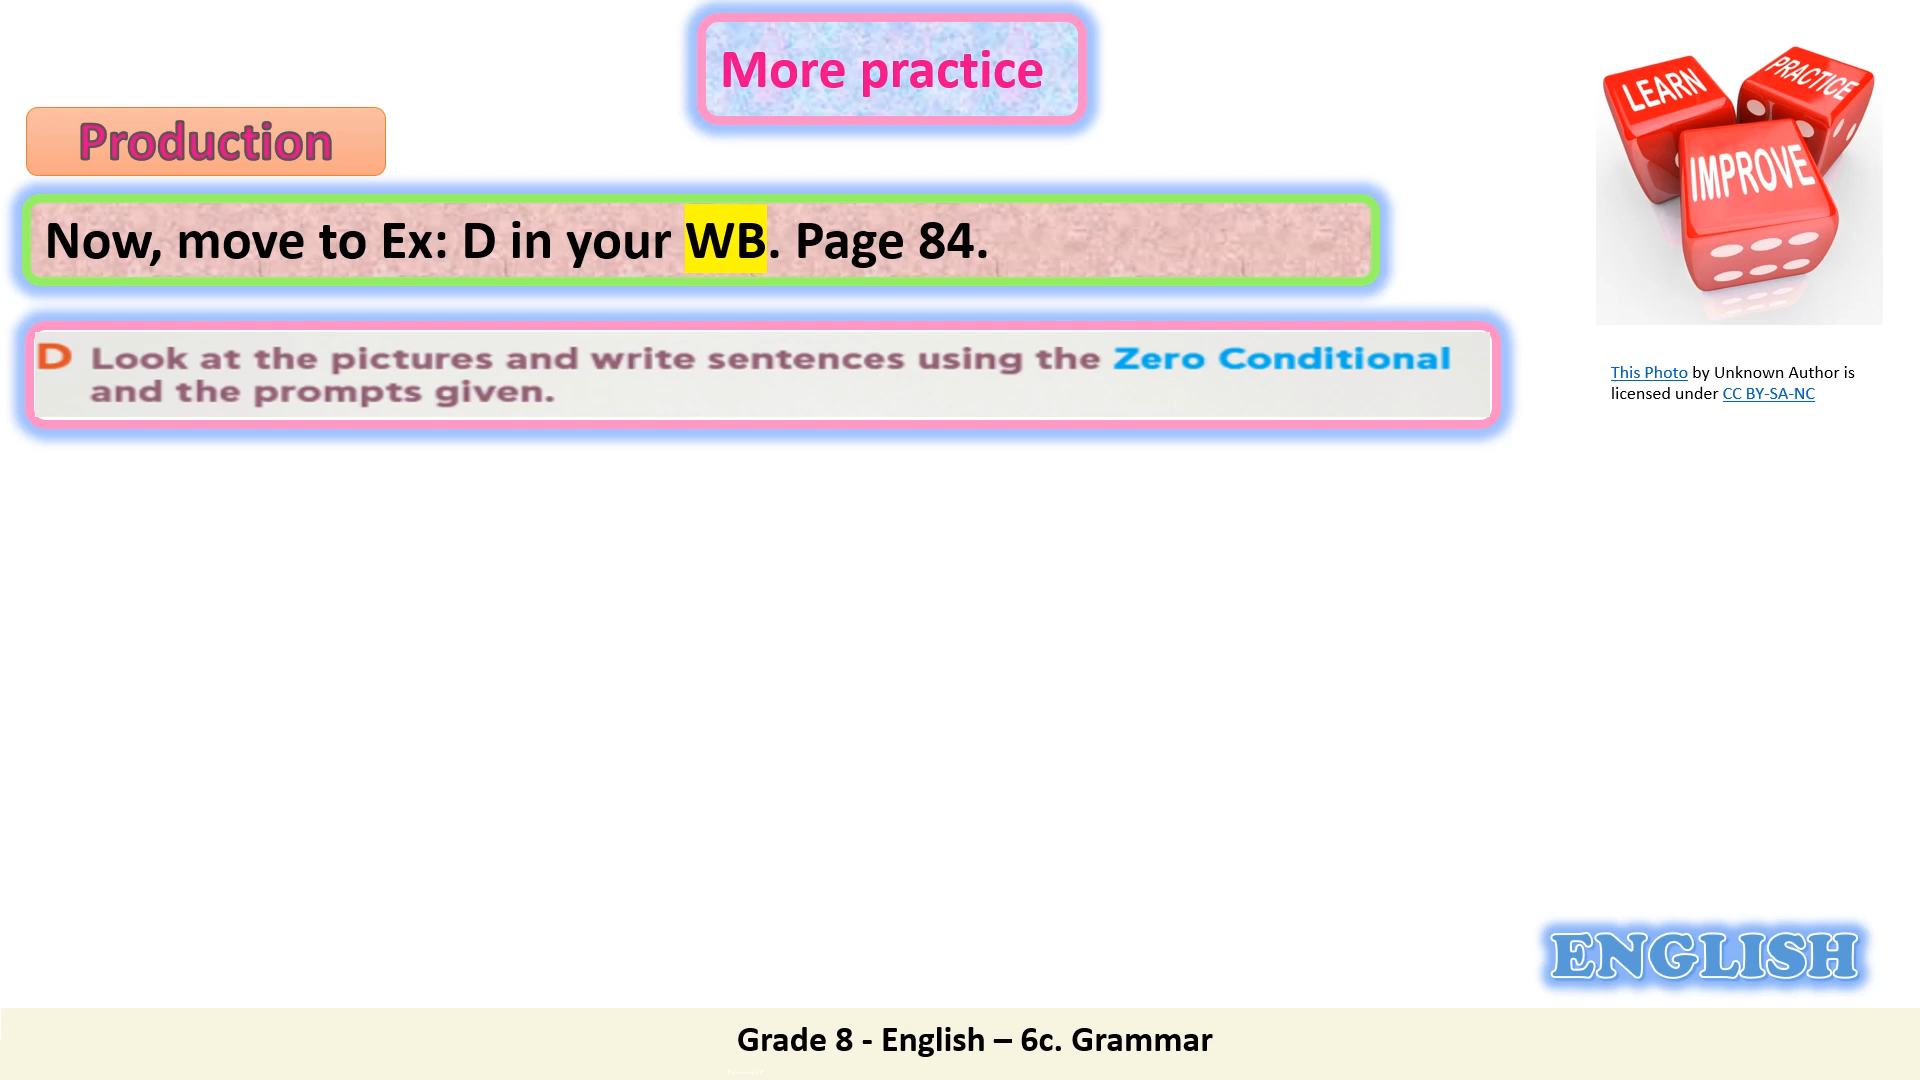 More practice
LEARN
PRACTICE
IMPROVE
Production
Now, move to Ex: D in your WB. Page 84.
D Look at the pictures and write sentences using the Zero Conditional
and the prompts given.
This Photo by Unknown Author is
licensed under CC BY-SA-NC
ENGLISH
Grade 8 - English – 6c. Grammar